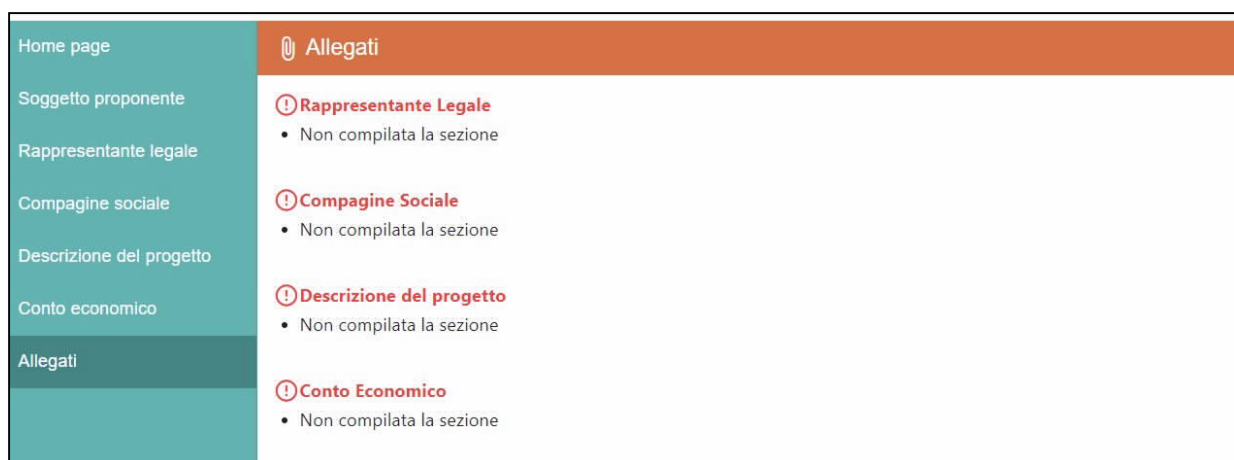 Home page
Soggetto proponente
Rappresentante legale
Compagine sociale
Descrizione del progetto
Conto economico
Allegati
Allegati
Rappresentante Legale
• Non compilata la sezione
Compagine Sociale
• Non compilata la sezione
Descrizione del progetto
• Non compilata la sezione
Conto Economico
• Non compilata la sezione